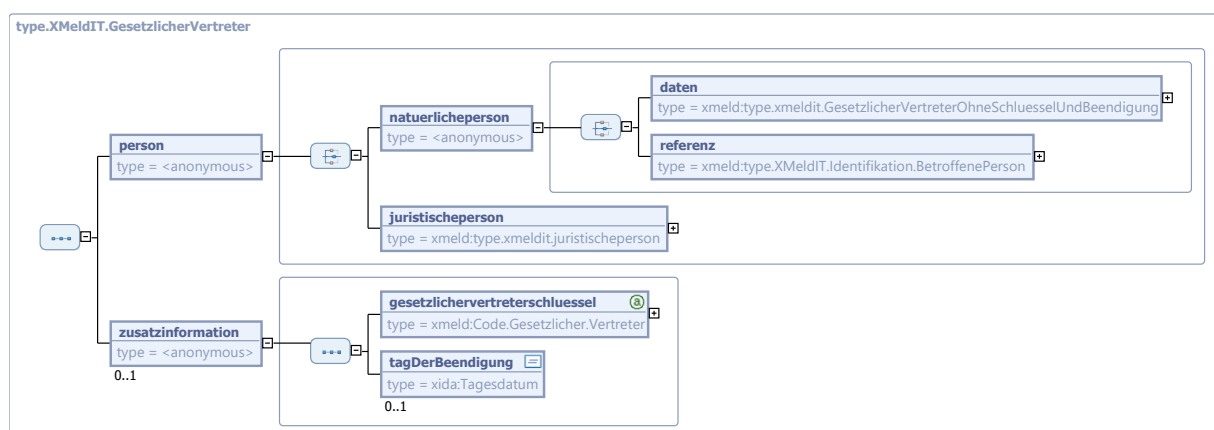 type.XMeldIT.GesetzlicherVertreter
person
type = <anonymous>
natuerlicheperson
type = <anonymous>
daten
type = xmeld:type.xmeldit.GesetzlicherVertreterOhneSchluesselUndBeendigung
referenz
type = xmeld:type.XMeldIT.Identifikation.BetroffenePerson
juristischeperson
type = xmeld:type.xmeldit.juristischeperson
zusatzinformation
type = <anonymous>
0..1
gesetzlichervertreterschluessel
a
type = xmeld:Code.Gesetzlicher.Vertreter
tagDerBeendigung
type = xida:Tagesdatum
0..1